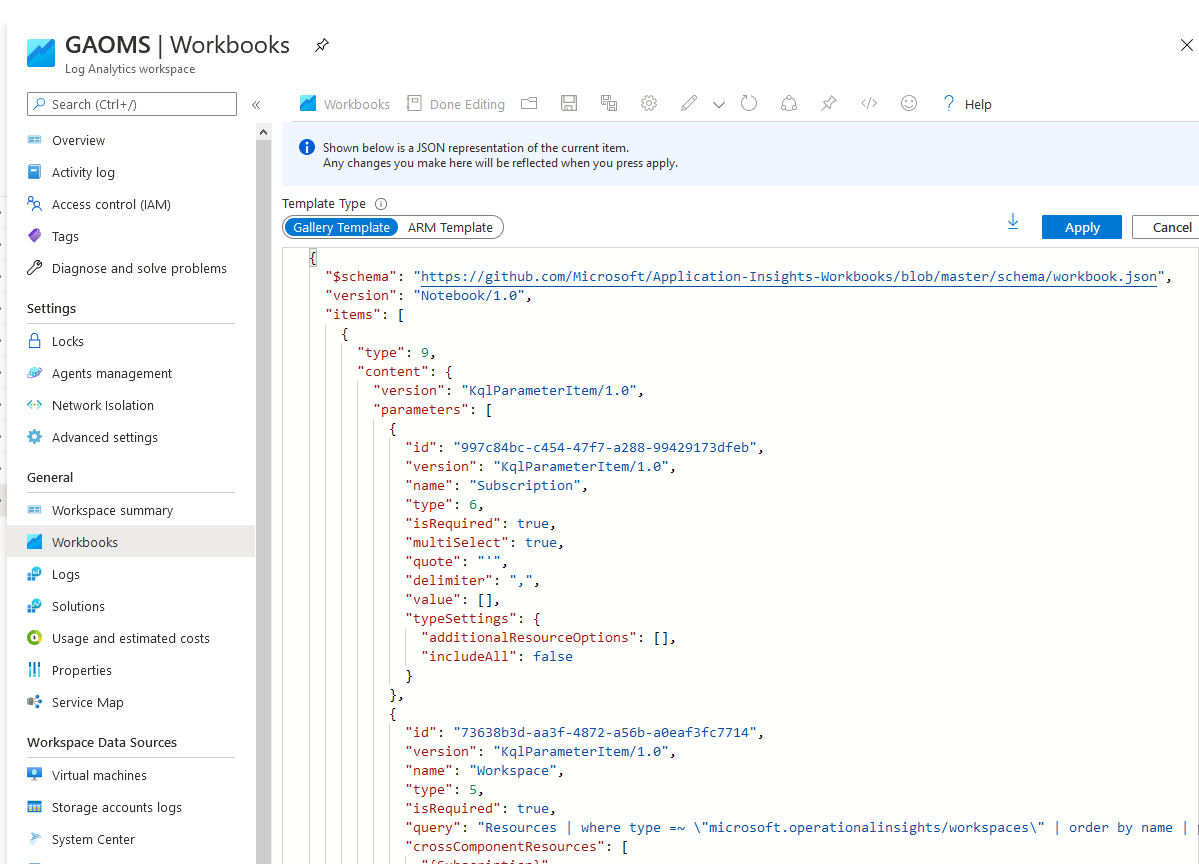 GAOMS | Workbooks
Log Analytics workspace
Search (Ctrl+/)
«
Overview
Activity log
Access control (IAM)
Tags
Diagnose and solve problems
Settings
Locks
Agents management
Network Isolation
Advanced settings
General
Workspace summary
Workbooks
Logs
Solutions
Usage and estimated costs
Properties
Service Map
Workspace Data Sources
Virtual machines
Storage accounts logs
System Center
Workbooks Done Editing ? Help
Shown below is a JSON representation of the current item.
Any changes you make here will be reflected when you press apply.
Template Type
Gallery Template ARM Template
Apply Cancel
{
"$schema": "https://github.com/Microsoft/Application-Insights-Workbooks/blob/master/schema/workbook.json",
"version": "Notebook/1.0",
"items": [
{
"type": 9,
"content": {
"version": "KqlParameterItem/1.0",
"parameters": [
{
"id": "997c84bc-c454-47f7-a288-99429173dfeb",
"version": "KqlParameterItem/1.0",
"name": "Subscription",
"type": 6,
"isRequired": true,
"multiSelect": true,
"quote": "'",
"delimiter": ",",
"value": [],
"typeSettings": {
"additionalResourceOptions": [],
"includeAll": false
}
},
{
"id": "73638b3d-aa3f-4872-a56b-a0eaf3fc7714",
"version": "KqlParameterItem/1.0",
"name": "Workspace",
"type": 5,
"isRequired": true,
"query": "Resources | where type =~ \"microsoft.operationalinsights/workspaces\" | order by name |
"crossComponentResources": [
"{Subscription}"